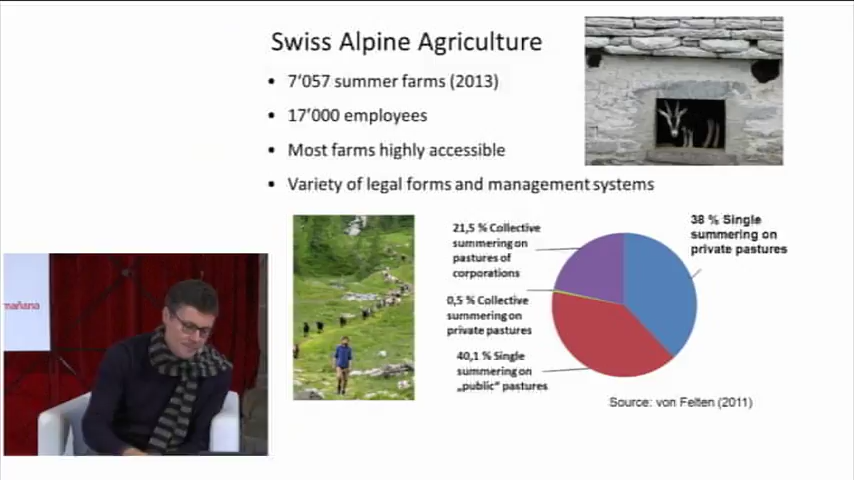 Swiss Alpine Agriculture
• 7'057 summer farms (2013)
• 17'000 employees
• Most farms highly accessible
• Variety of legal forms and management systems
21,5 % Collective
summering on
pastures of
corporations
0,5 % Collective
summering on
private pastures
40,1 % Single
summering on
„public" pastures
38 % Single
summering on
private pastures
Source: von Felten (2011)
mañana